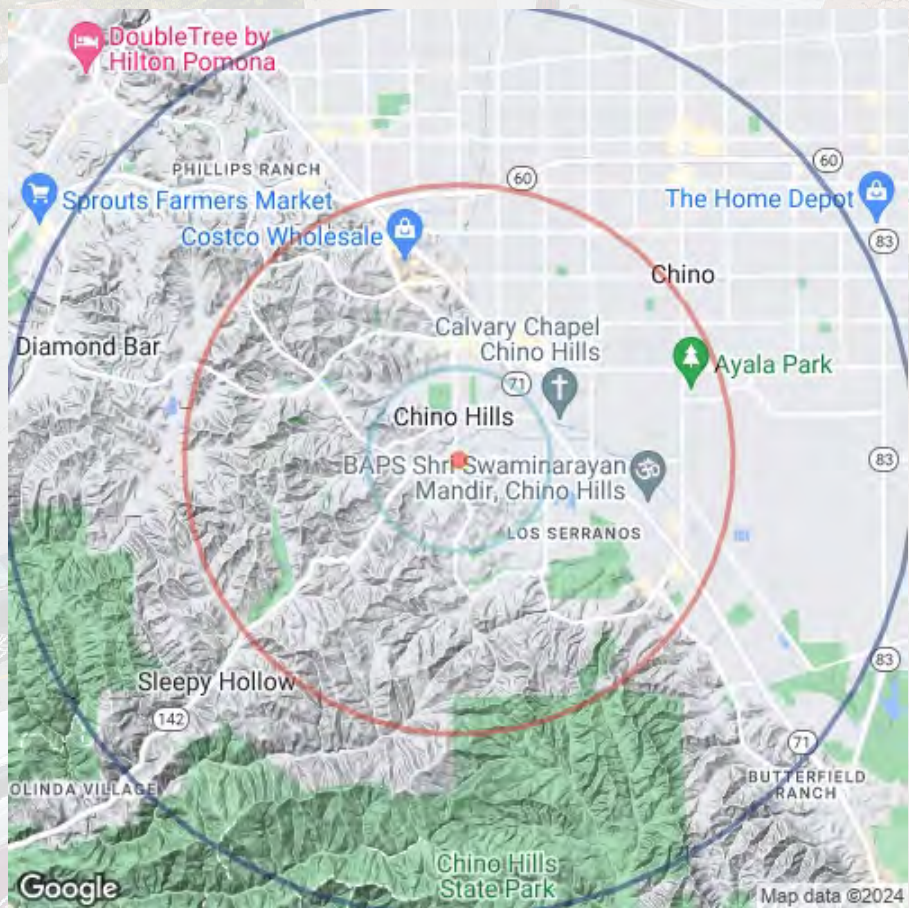 DoubleTree by
Hilton Pomona
PHILLIPS RANCH
60
60
Sprouts Farmers Market
The Home Depot
Costco Wholesale
83
Chino
Calvary Chapel
Chino Hills
Diamond Bar
Ayala Park
71
Chino Hills
BAPS Shri Swaminarayan
Mandir, Chino Hills
83
LOS SERRANOS
83
Sleepy Hollow
142
71
OLINDA VILLAGE
BUTTERFIELD
RANCH
Chino Hills
State Park
Google
Map data ©2024